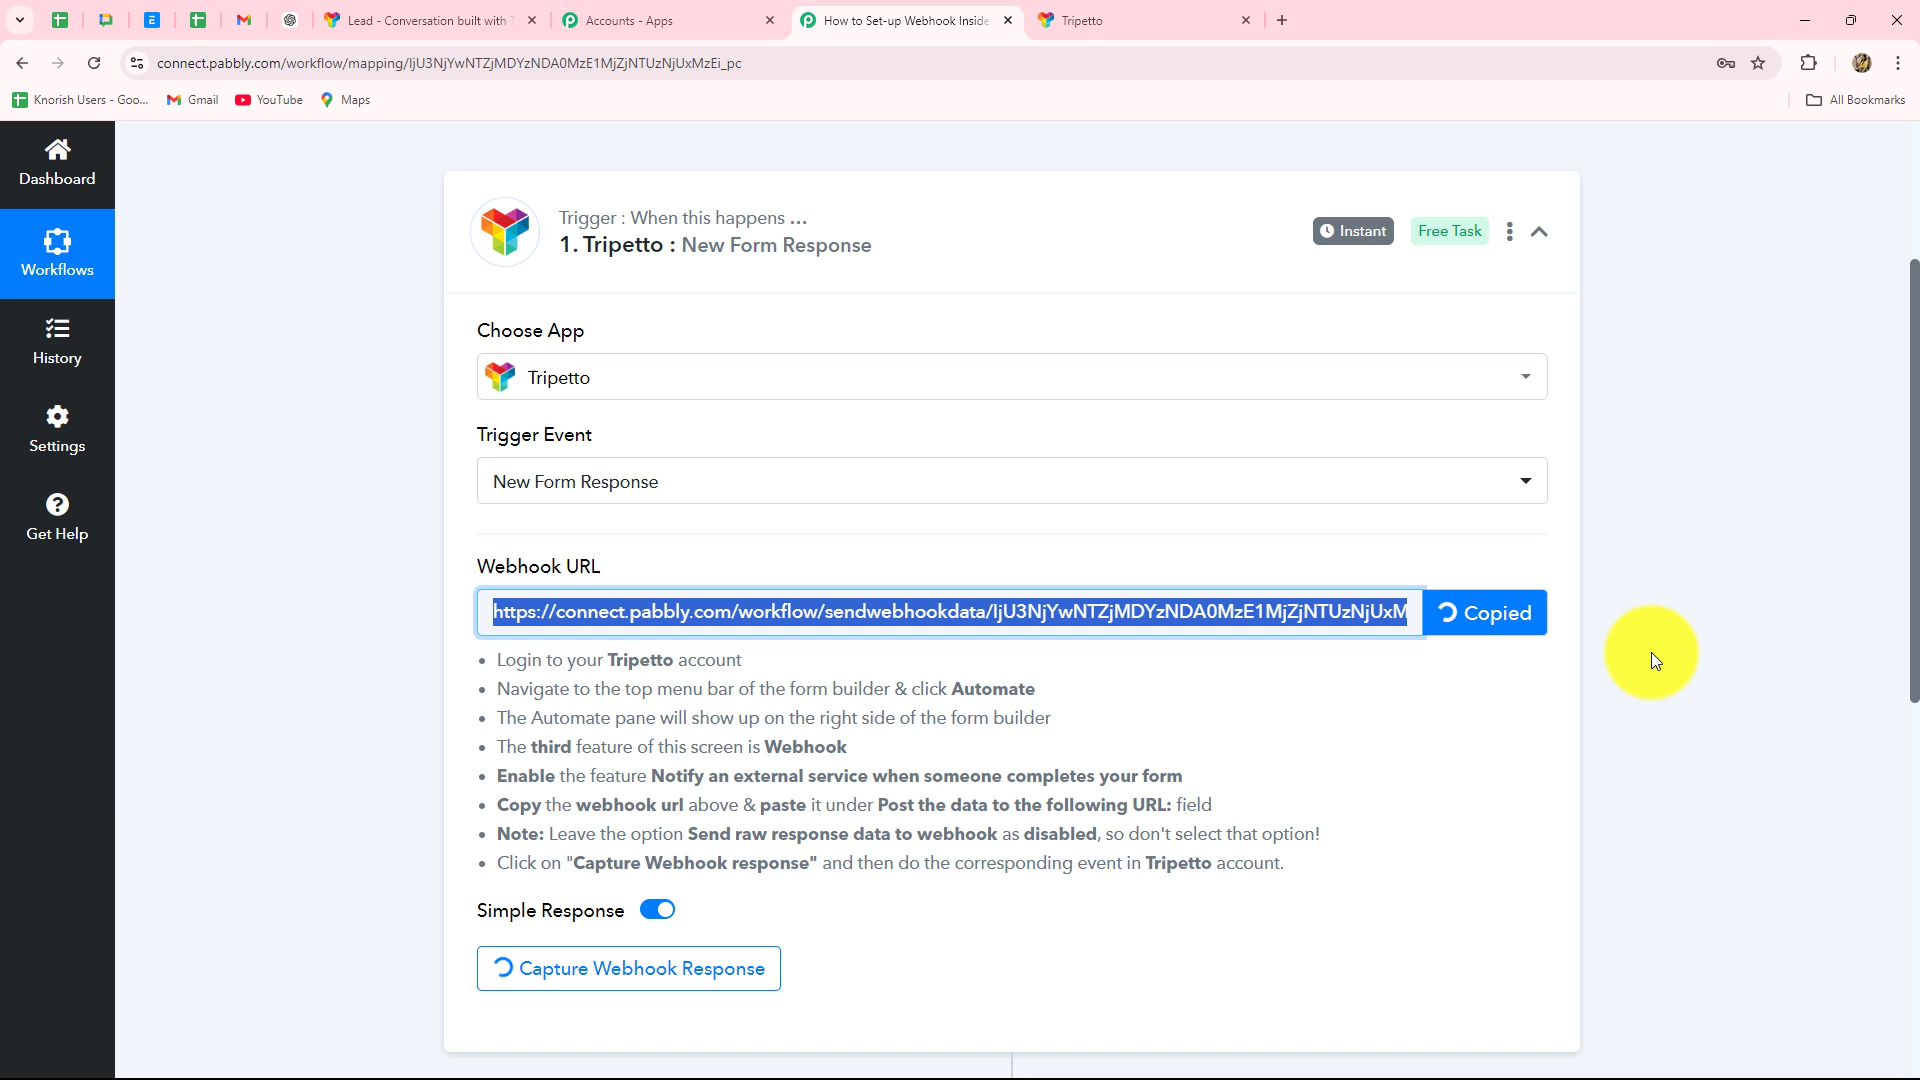 Lead - Conversation built with T
Accounts - Apps
How to Set-up Webhook Inside
Tripetto
connect.pabbly.com/workflow/mapping/IjU3NjYwNTZjMDYzNDA0MzE1MjZjNTUzNjUxMzEi_pc
Knorish Users - Goo...
Gmail
YouTube
Maps
All Bookmarks
Dashboard
Workflows
History
Settings
Get Help
Trigger : When this happens ...
1. Tripetto : New Form Response
Instant
Free Task
Choose App
Tripetto
Trigger Event
New Form Response
Webhook URL
https://connect.pabbly.com/workflow/sendwebhookdata/IjU3NjYwNTZjMDYzNDA0MzE1MjZjNTUzNjUxM
Copied
• Login to your Tripetto account
• Navigate to the top menu bar of the form builder & click Automate
• The Automate pane will show up on the right side of the form builder
• The third feature of this screen is Webhook
• Enable the feature Notify an external service when someone completes your form
• Copy the webhook url above & paste it under Post the data to the following URL: field
• Note: Leave the option Send raw response data to webhook as disabled, so don't select that option!
• Click on "Capture Webhook response" and then do the corresponding event in Tripetto account.
Simple Response
Capture Webhook Response